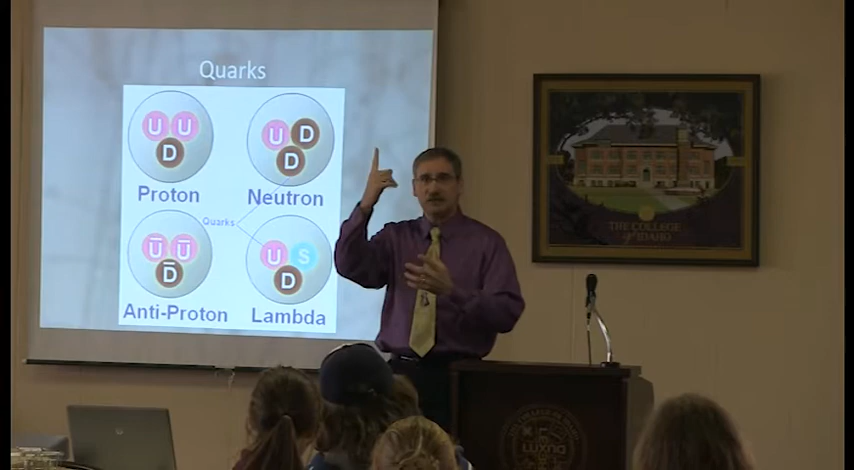 Quarks
U U
D
U D
D
Proton
Neutron
Quarks
Ū Ū
D̄
U S
D
Anti-Proton
Lambda
THE COLLEGE
of IDAHO